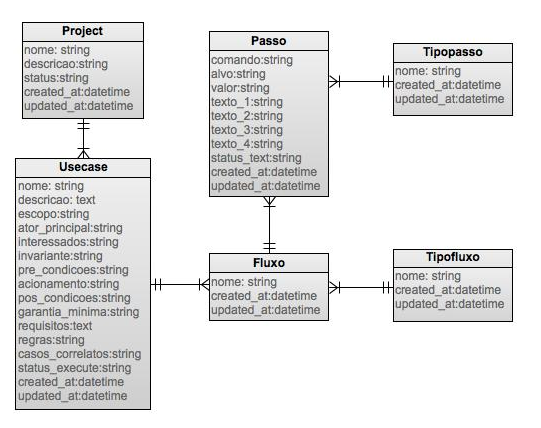 Project
nome: string
descricao:string
status:string
created_at:datetime
updated_at:datetime
Usecase
nome: string
descricao: text
escopo:string
ator_principal:string
interessados:string
invariante:string
pre_condicoes:string
acionamento:string
pos_condicoes:string
garantia_minima:string
requisitos:text
regras:string
casos_correlatos:string
status_execute:string
created_at:datetime
updated_at:datetime
Passo
comando:string
alvo:string
valor:string
texto_1:string
texto_2:string
texto_3:string
texto_4:string
status_text:string
created_at:datetime
updated_at:datetime
Tipopasso
nome: string
created_at:datetime
updated_at:datetime
Fluxo
nome: string
created_at:datetime
updated_at:datetime
Tipofluxo
nome: string
created_at:datetime
updated_at:datetime